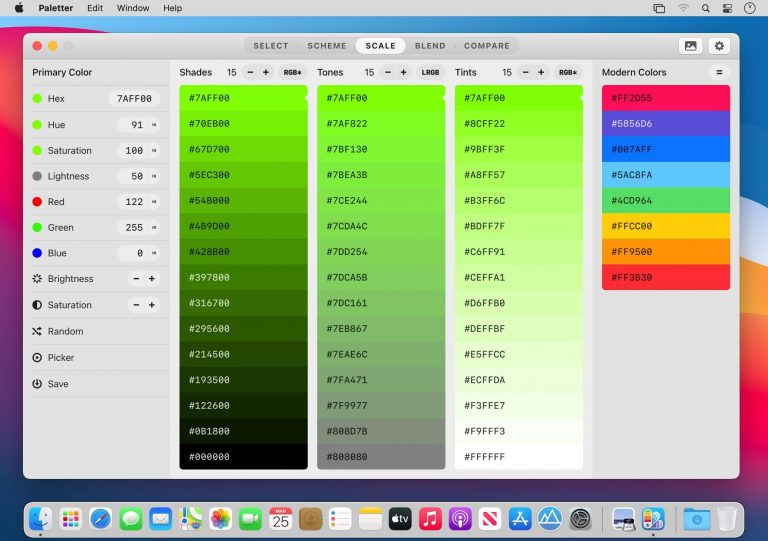 Paletter Edit Window Help
SELECT SCHEME SCALE BLEND COMPARE
Primary Color
Hex 7AFF00
Hue 91
Saturation 100
Lightness 50
Red 122
Green 255
Blue 0
Brightness − +
Saturation − +
Random
Picker
Save
Shades 15 − + RGB*
#7AFF00
#70EB00
#67D700
#5EC300
#54B000
#4B9D00
#428B00
#397800
#316700
#295600
#214500
#193500
#122600
#0B1800
#000000
Tones 15 − + LRGB
#7AFF00
#7AF822
#7BF130
#7BEA3B
#7CE244
#7CDA4C
#7DD254
#7DCA5B
#7DC161
#7EB867
#7EAE6C
#7FA471
#7F9977
#808D7B
#808080
Tints 15 − + RGB*
#7AFF00
#8CFF22
#9BFF3F
#A8FF57
#B3FF6C
#BDFF7F
#C6FF91
#CEFFA1
#D6FFB0
#DEFFBF
#E5FFCC
#ECFFDA
#F3FFE7
#F9FFF3
#FFFFFF
Modern Colors =
#FF2D55
#5856D6
#007AFF
#5AC8FA
#4CD964
#FFCC00
#FF9500
#FF3B30
MAR
25
tv